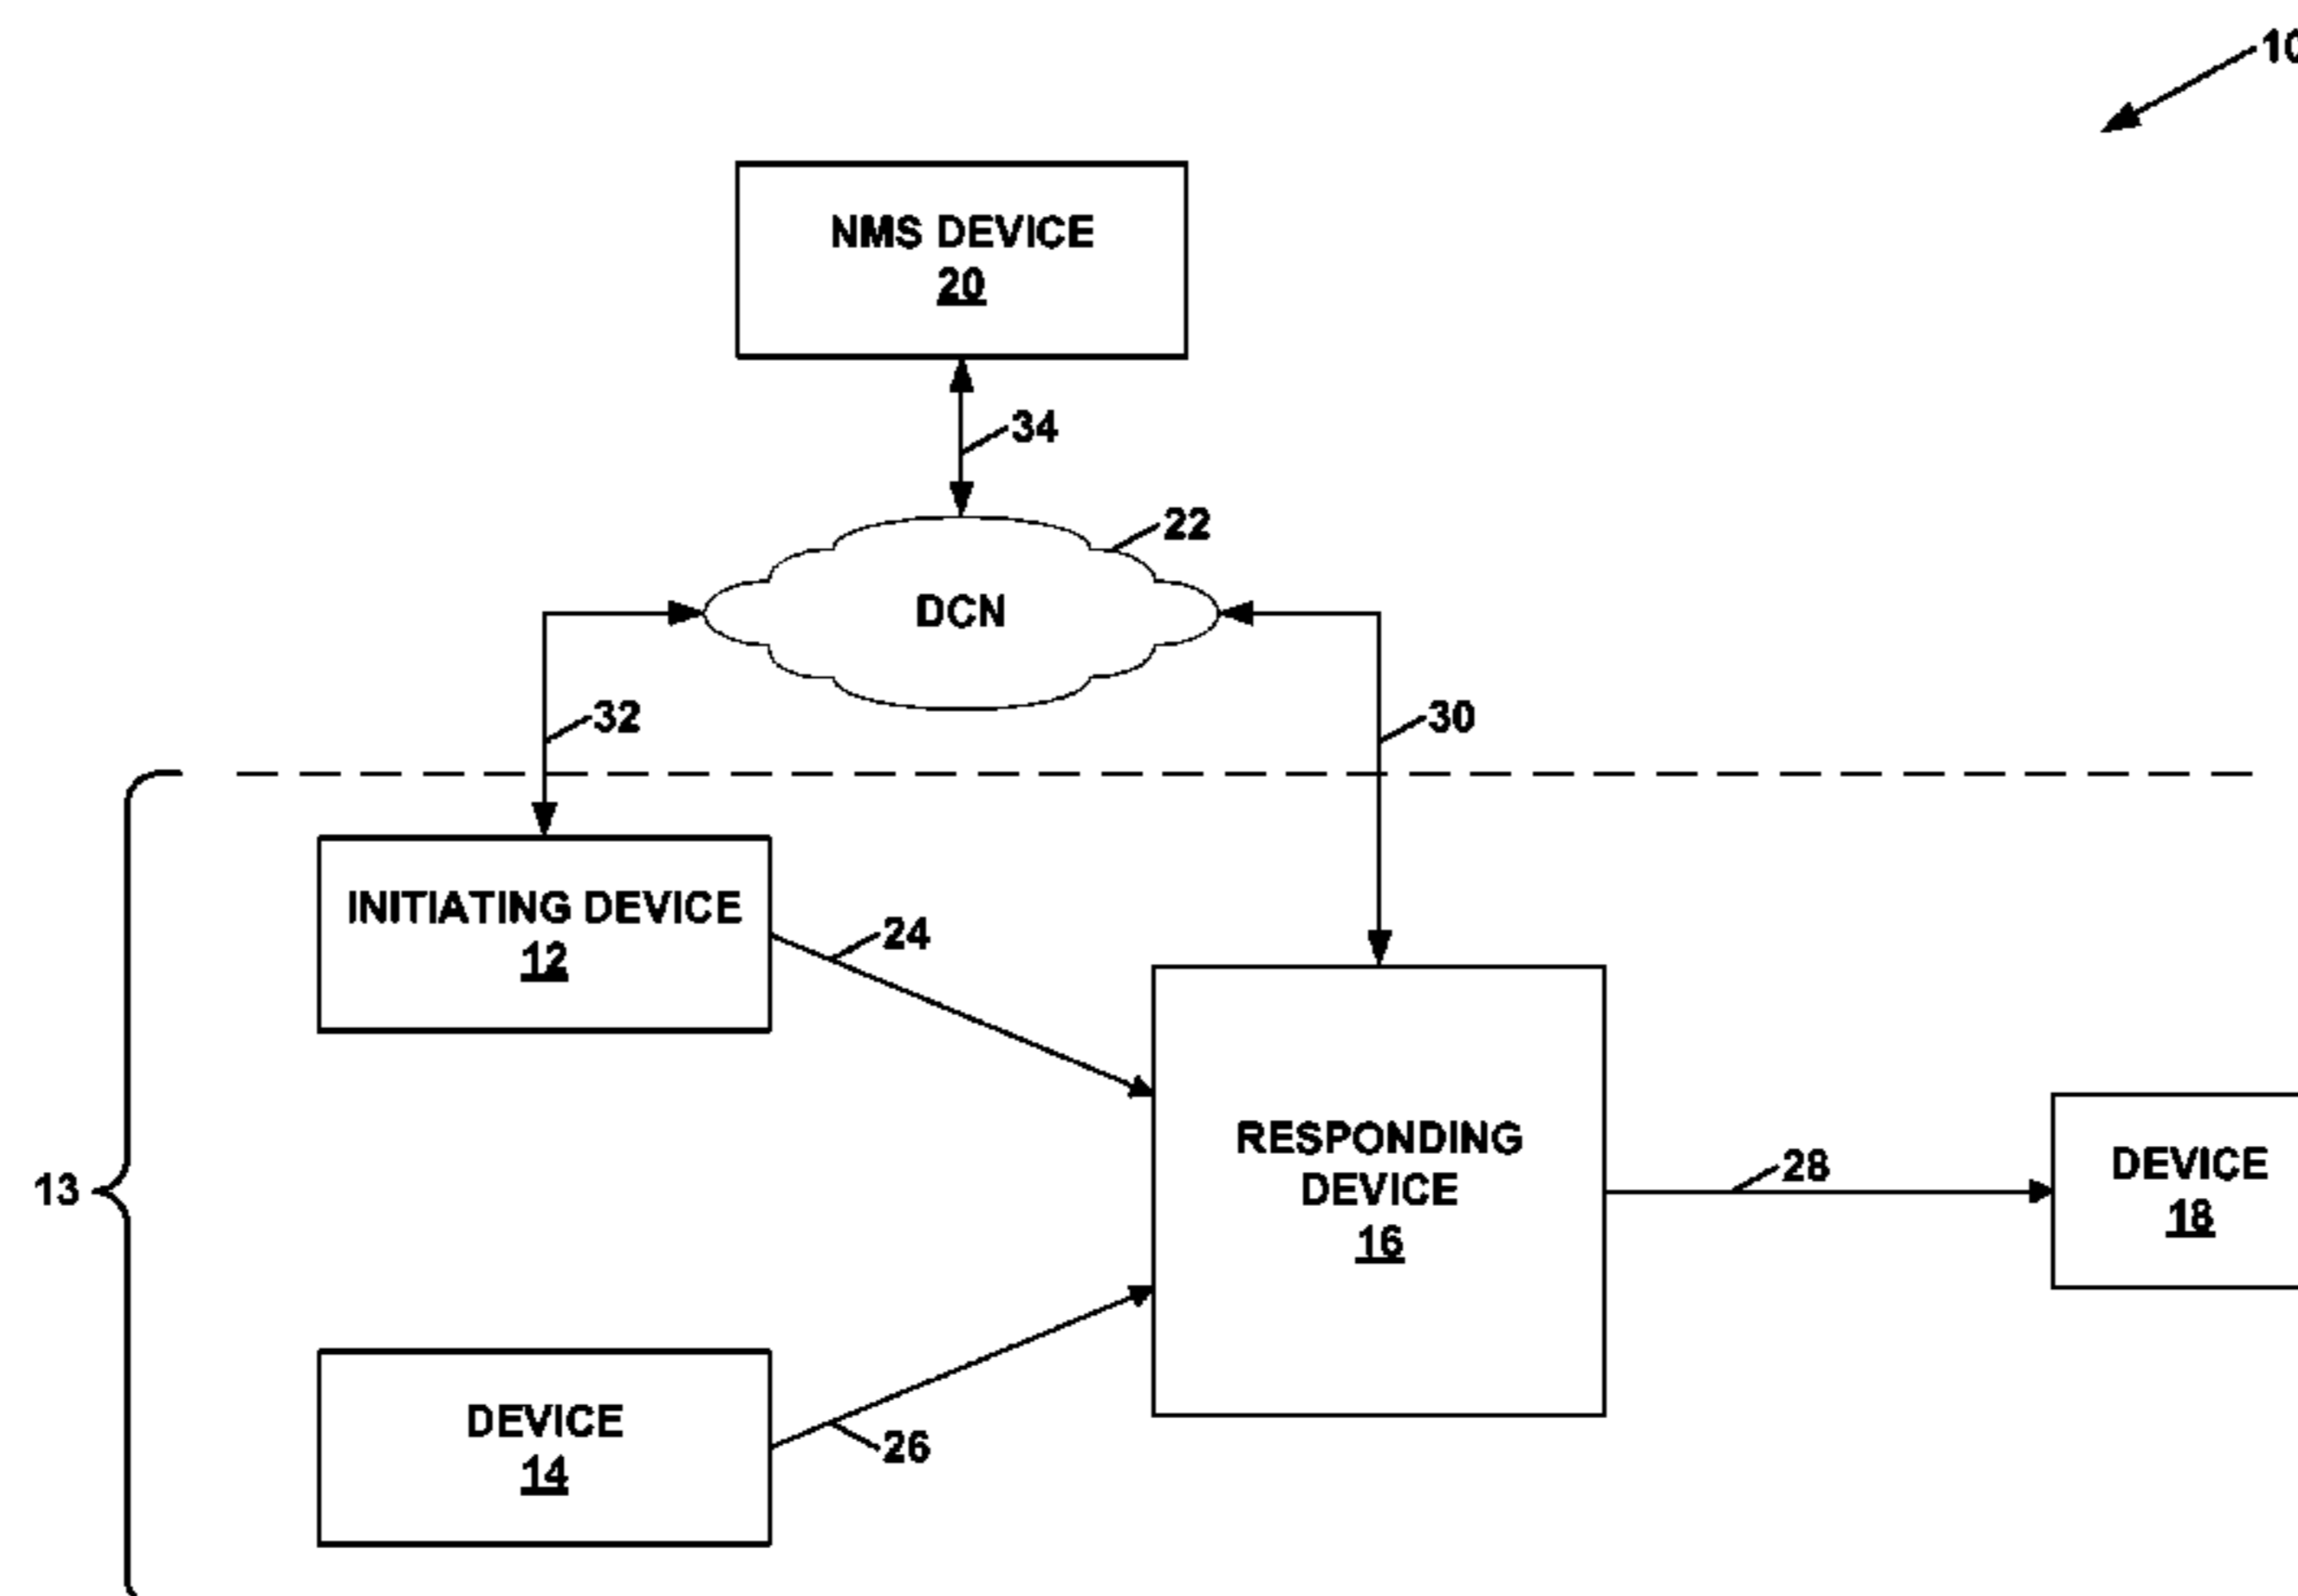 10
NMS DEVICE
20
34
22
DCN
32
30
INITIATING DEVICE
12
24
RESPONDING
DEVICE
16
28
DEVICE
18
13
DEVICE
14
26